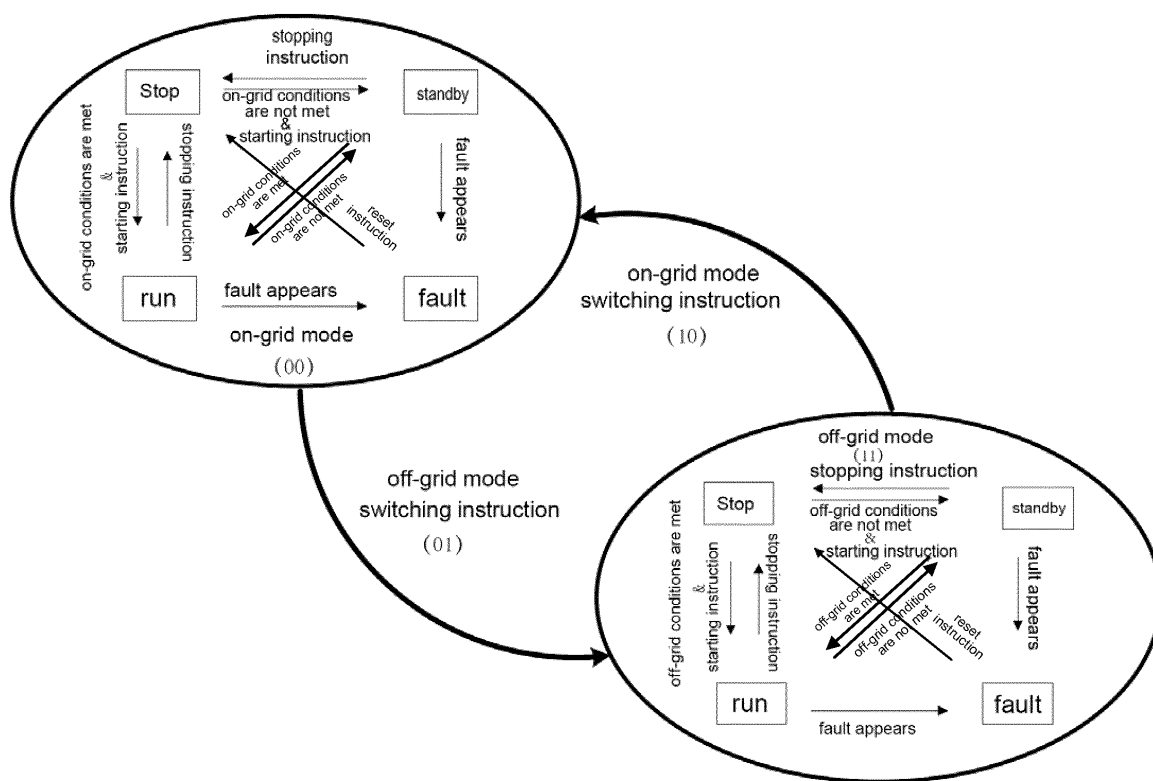 stopping
instruction
Stop
standby
on-grid conditions
are not met
&
starting instruction
on-grid conditions are met
&
starting instruction
stopping instruction
on-grid conditions
are met
on-grid conditions
are not met
reset
instruction
fault appears
run
fault appears
fault
on-grid mode
(00)
on-grid mode
switching instruction
(10)
off-grid mode
switching instruction
(01)
off-grid mode
(11)
stopping instruction
Stop
standby
off-grid conditions
are not met
&
starting instruction
off-grid conditions are met
&
starting instruction
stopping instruction
off-grid conditions
are met
off-grid conditions
are not met
reset
instruction
fault appears
run
fault appears
fault